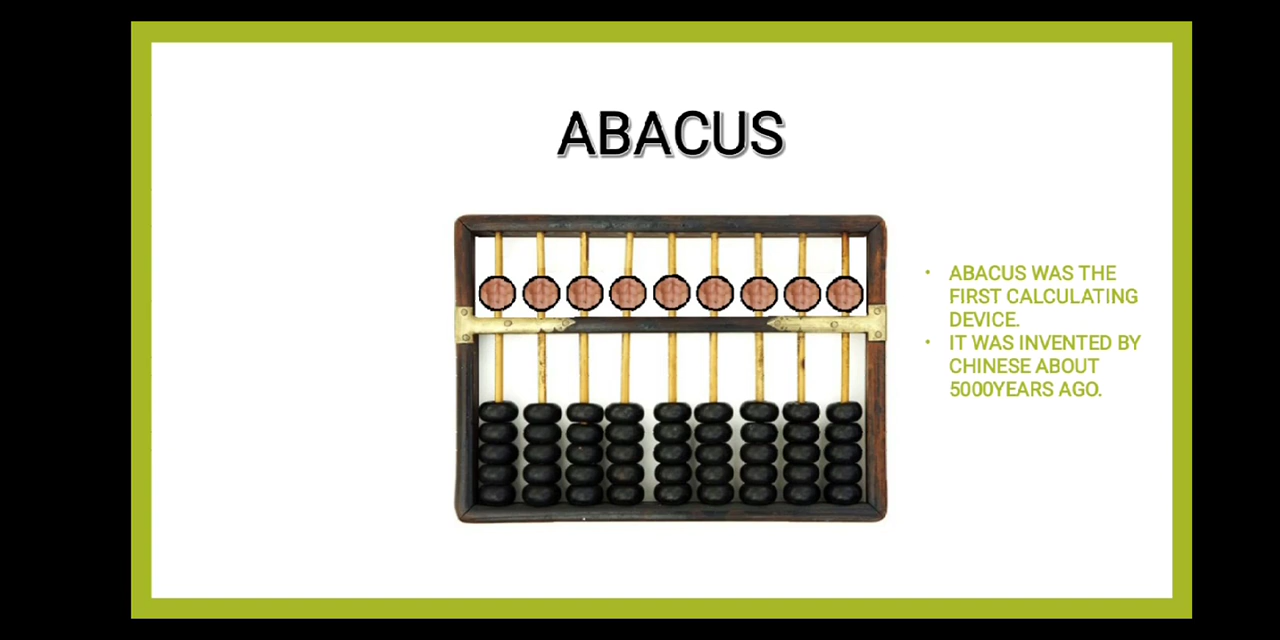 ABACUS
• ABACUS WAS THE
FIRST CALCULATING
DEVICE.
• IT WAS INVENTED BY
CHINESE ABOUT
5000YEARS AGO.